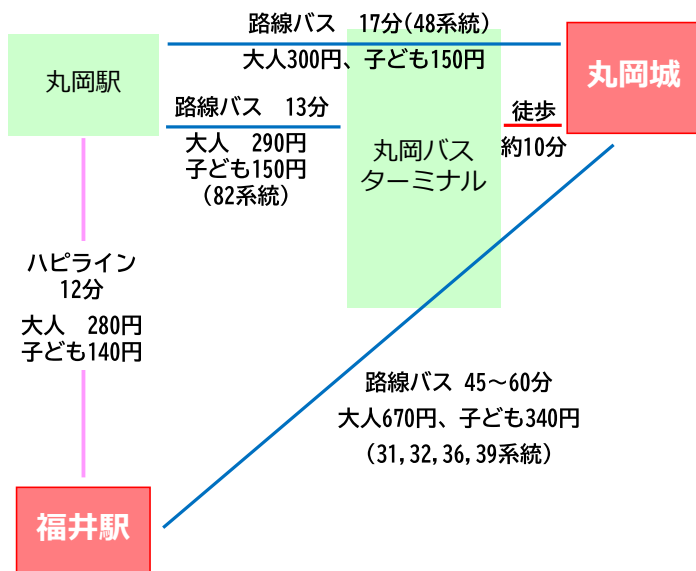 路線バス　17分(48系統)
大人300円、子ども150円
丸岡駅
丸岡城
路線バス　13分
大人　290円
子ども150円
(82系統)
丸岡バス
ターミナル
徒歩
約10分
ハピライン
12分
大人　280円
子ども140円
路線バス 45～60分
大人670円、子ども340円
(31,32,36,39系統)
福井駅